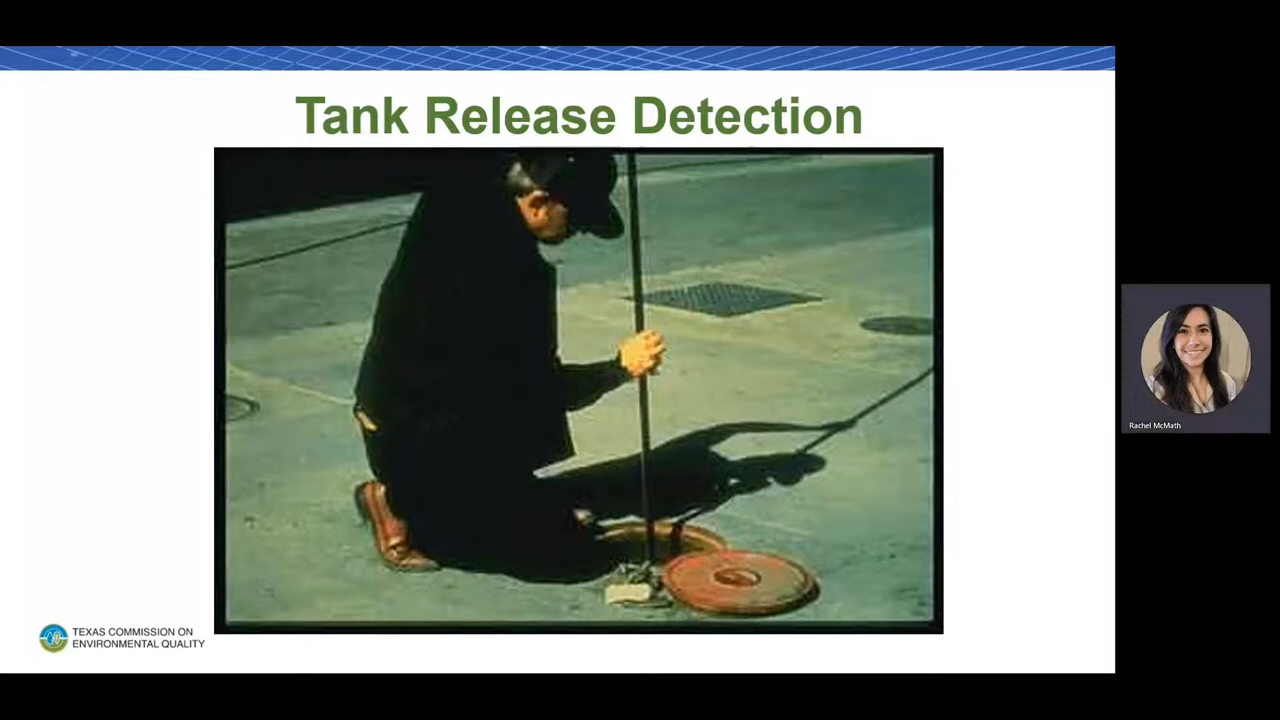 Tank Release Detection
TEXAS COMMISSION ON
ENVIRONMENTAL QUALITY
Rachel McMath